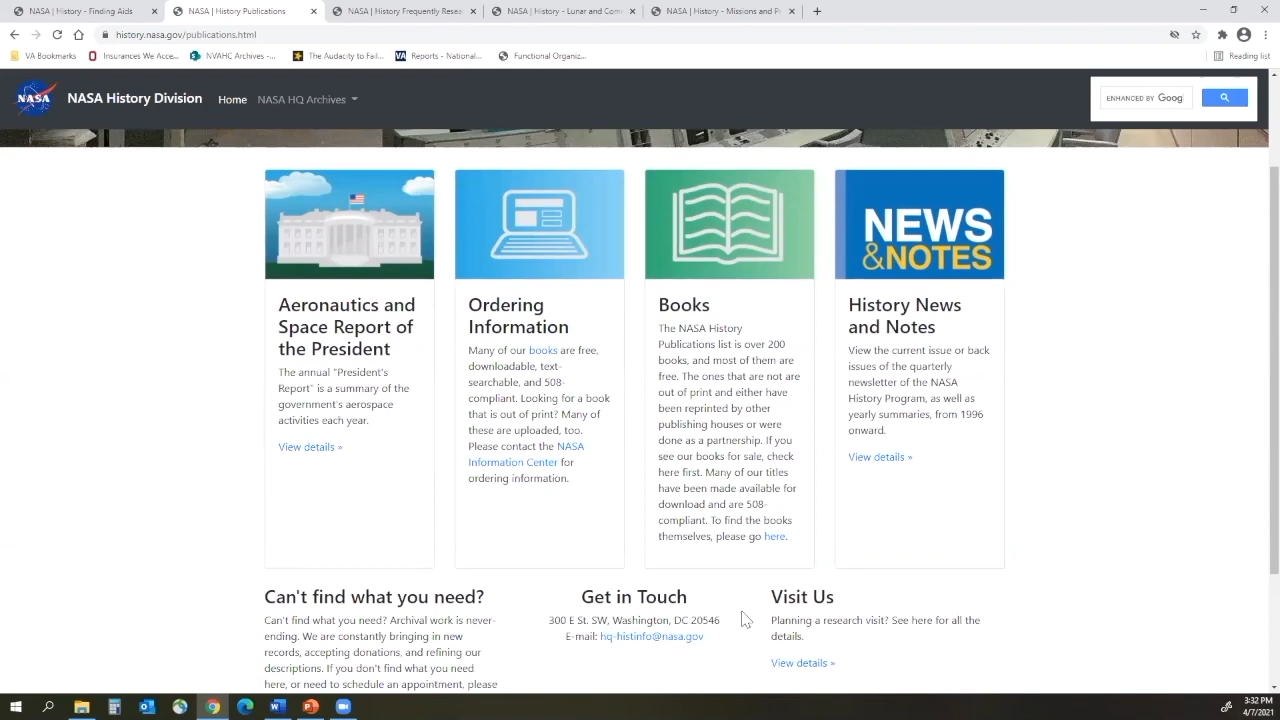 NASA | History - Finding Aids
NASA | History Publications
NASA | History Frequently Resea
NASA | History - Lunar and Com
NASA | History - Missions and P
history.nasa.gov/publications.html
VA Bookmarks
Insurances We Acce...
NVAHC Archives -...
The Audacity to Fail...
VA
Reports - National...
Functional Organiz...
Reading list
NASA
NASA History Division
Home
NASA HQ Archives
ENHANCED BY Googl
NEWS
&NOTES
Aeronautics and
Space Report of
the President
The annual "President's
Report" is a summary of the
government's aerospace
activities each year.
View details »
Ordering
Information
Many of our books are free,
downloadable, text-
searchable, and 508-
compliant. Looking for a book
that is out of print? Many of
these are uploaded, too.
Please contact the NASA
Information Center for
ordering information.
Books
The NASA History
Publications list is over 200
books, and most of them are
free. The ones that are not are
out of print and either have
been reprinted by other
publishing houses or were
done as a partnership. If you
see our books for sale, check
here first. Many of our titles
have been made available for
download and are 508-
compliant. To find the books
themselves, please go here.
History News
and Notes
View the current issue or back
issues of the quarterly
newsletter of the NASA
History Program, as well as
yearly summaries, from 1996
onward.
View details »
Can't find what you need?
Can't find what you need? Archival work is never-
ending. We are constantly bringing in new
records, accepting donations, and refining our
descriptions. If you don't find what you need
here, or need to schedule an appointment, please
Get in Touch
300 E St. SW, Washington, DC 20546
E-mail: hq-histinfo@nasa.gov
Visit Us
Planning a research visit? See here for all the
details.
View details »
3:32 PM
4/7/2021